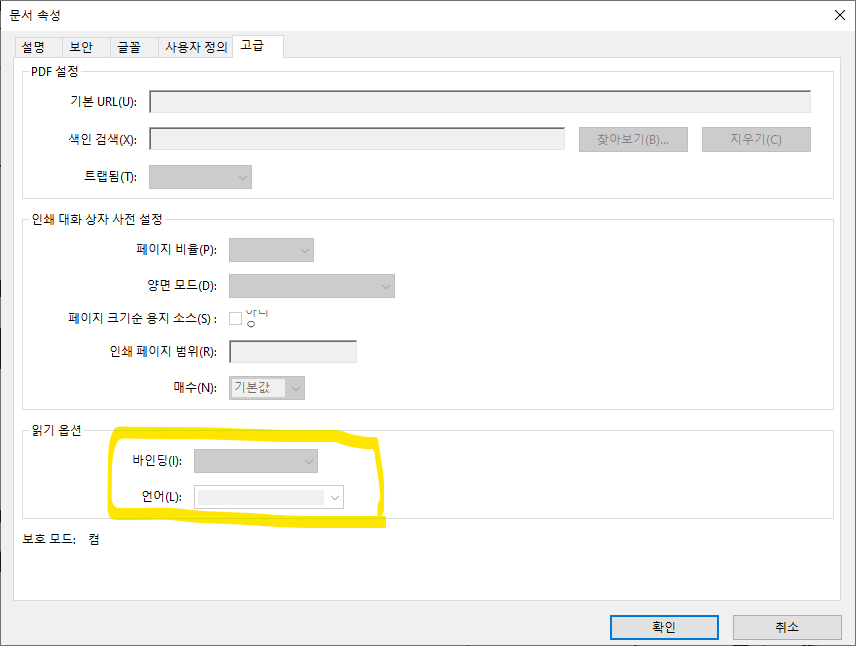 문서 속성
설명 보안 글꼴 사용자 정의 고급
PDF 설정
기본 URL(U):
색인 검색(X): 찾아보기(B)... 지우기(C)
트랩됨(T):
인쇄 대화 상자 사전 설정
페이지 비율(P):
양면 모드(D):
페이지 크기순 용지 소스(S) :
인쇄 페이지 범위(R):
매수(N): 기본값
읽기 옵션
바인딩(I):
언어(L):
보호 모드: 켬
확인 취소